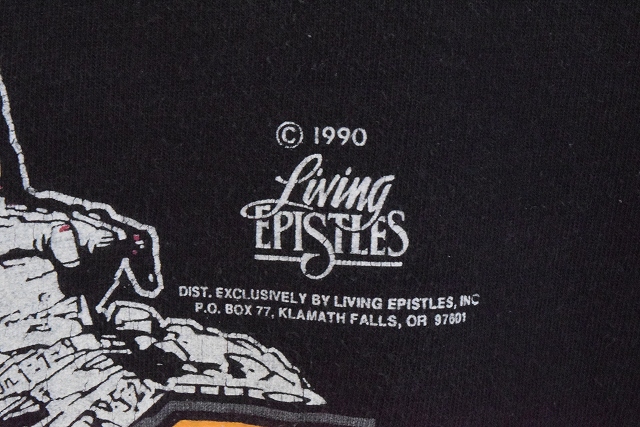 © 1990
Living
EPISTLES
DIST. EXCLUSIVELY BY LIVING EPISTLES, INC
P.O. BOX 77, KLAMATH FALLS, OR 97601